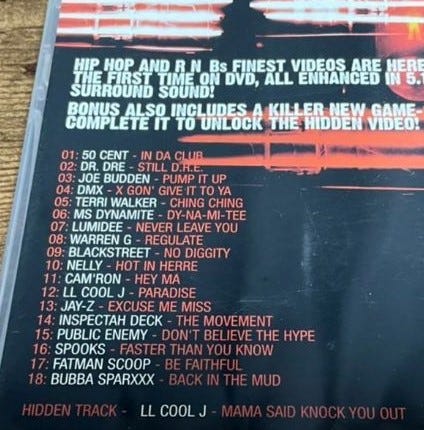 HIP HOP AND R N Bs FINEST VIDEOS ARE HERE
THE FIRST TIME ON DVD, ALL ENHANCED IN 5.1
SURROUND SOUND!
BONUS ALSO INCLUDES A KILLER NEW GAME-
COMPLETE IT TO UNLOCK THE HIDDEN VIDEO!
01: 50 CENT - IN DA CLUB
02: DR. DRE - STILL D.R.E.
03: JOE BUDDEN - PUMP IT UP
04: DMX - X GON' GIVE IT TO YA
05: TERRI WALKER - CHING CHING
06: MS DYNAMITE - DY-NA-MI-TEE
07: LUMIDEE - NEVER LEAVE YOU
08: WARREN G - REGULATE
09: BLACKSTREET - NO DIGGITY
10: NELLY - HOT IN HERRE
11: CAM'RON - HEY MA
12: LL COOL J - PARADISE
13: JAY-Z - EXCUSE ME MISS
14: INSPECTAH DECK - THE MOVEMENT
15: PUBLIC ENEMY - DON'T BELIEVE THE HYPE
16: SPOOKS - FASTER THAN YOU KNOW
17: FATMAN SCOOP - BE FAITHFUL
18: BUBBA SPARXXX - BACK IN THE MUD
HIDDEN TRACK - LL COOL J - MAMA SAID KNOCK YOU OUT